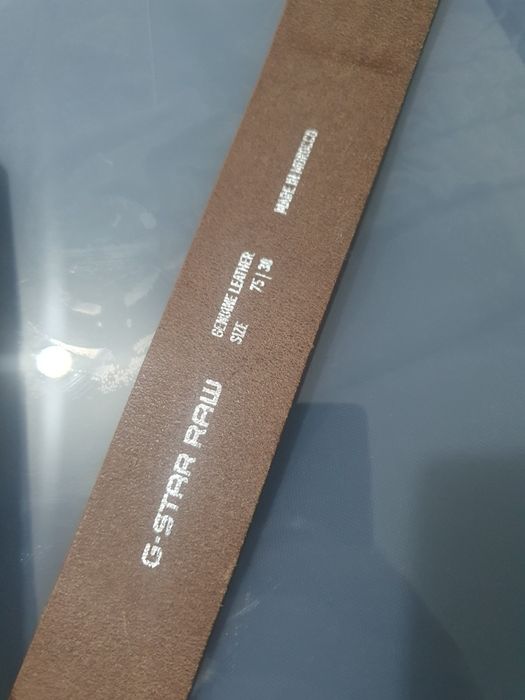 G-STAR RAW
GENUINE LEATHER
SIZE 75 | 30
MADE IN MOROCCO